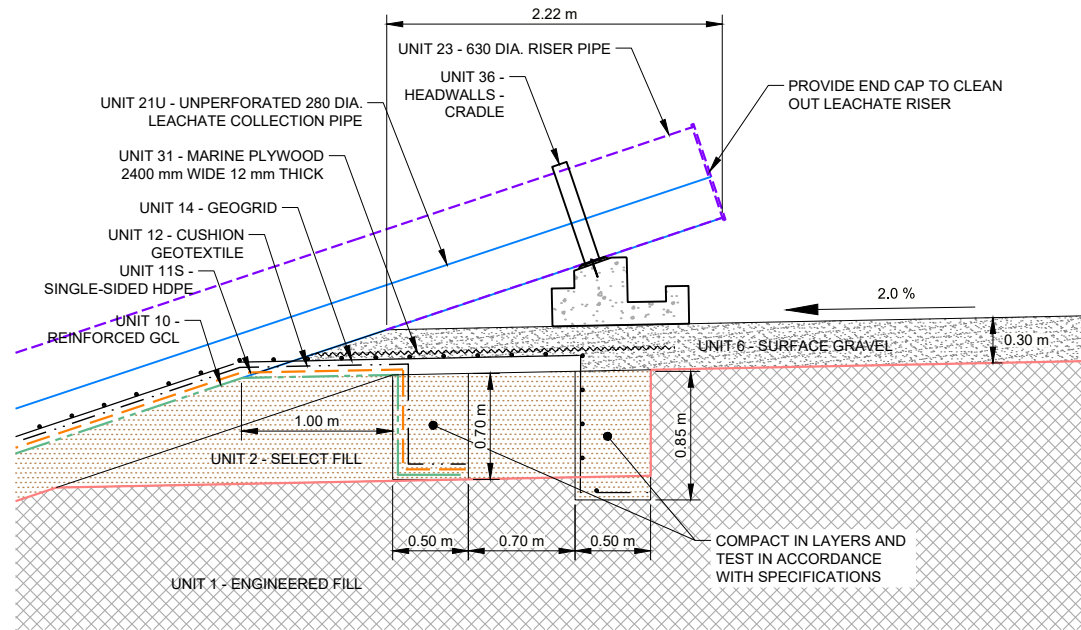 2.22 m
UNIT 23 - 630 DIA. RISER PIPE
UNIT 36 -
HEADWALLS -
CRADLE
PROVIDE END CAP TO CLEAN
OUT LEACHATE RISER
UNIT 21U - UNPERFORATED 280 DIA.
LEACHATE COLLECTION PIPE
UNIT 31 - MARINE PLYWOOD
2400 mm WIDE 12 mm THICK
UNIT 14 - GEOGRID
UNIT 12 - CUSHION
GEOTEXTILE
UNIT 11S -
SINGLE-SIDED HDPE
UNIT 10 -
REINFORCED GCL
2.0 %
UNIT 6 - SURFACE GRAVEL
0.30 m
1.00 m
0.70 m
0.85 m
UNIT 2 - SELECT FILL
0.50 m
0.70 m
0.50 m
COMPACT IN LAYERS AND
TEST IN ACCORDANCE
WITH SPECIFICATIONS
UNIT 1 - ENGINEERED FILL